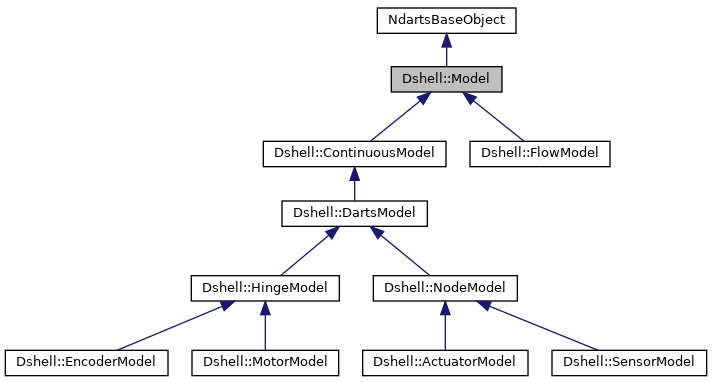 NdartsBaseObject
Dshell::Model
Dshell::ContinuousModel
Dshell::FlowModel
Dshell::DartsModel
Dshell::HingeModel
Dshell::NodeModel
Dshell::EncoderModel
Dshell::MotorModel
Dshell::ActuatorModel
Dshell::SensorModel